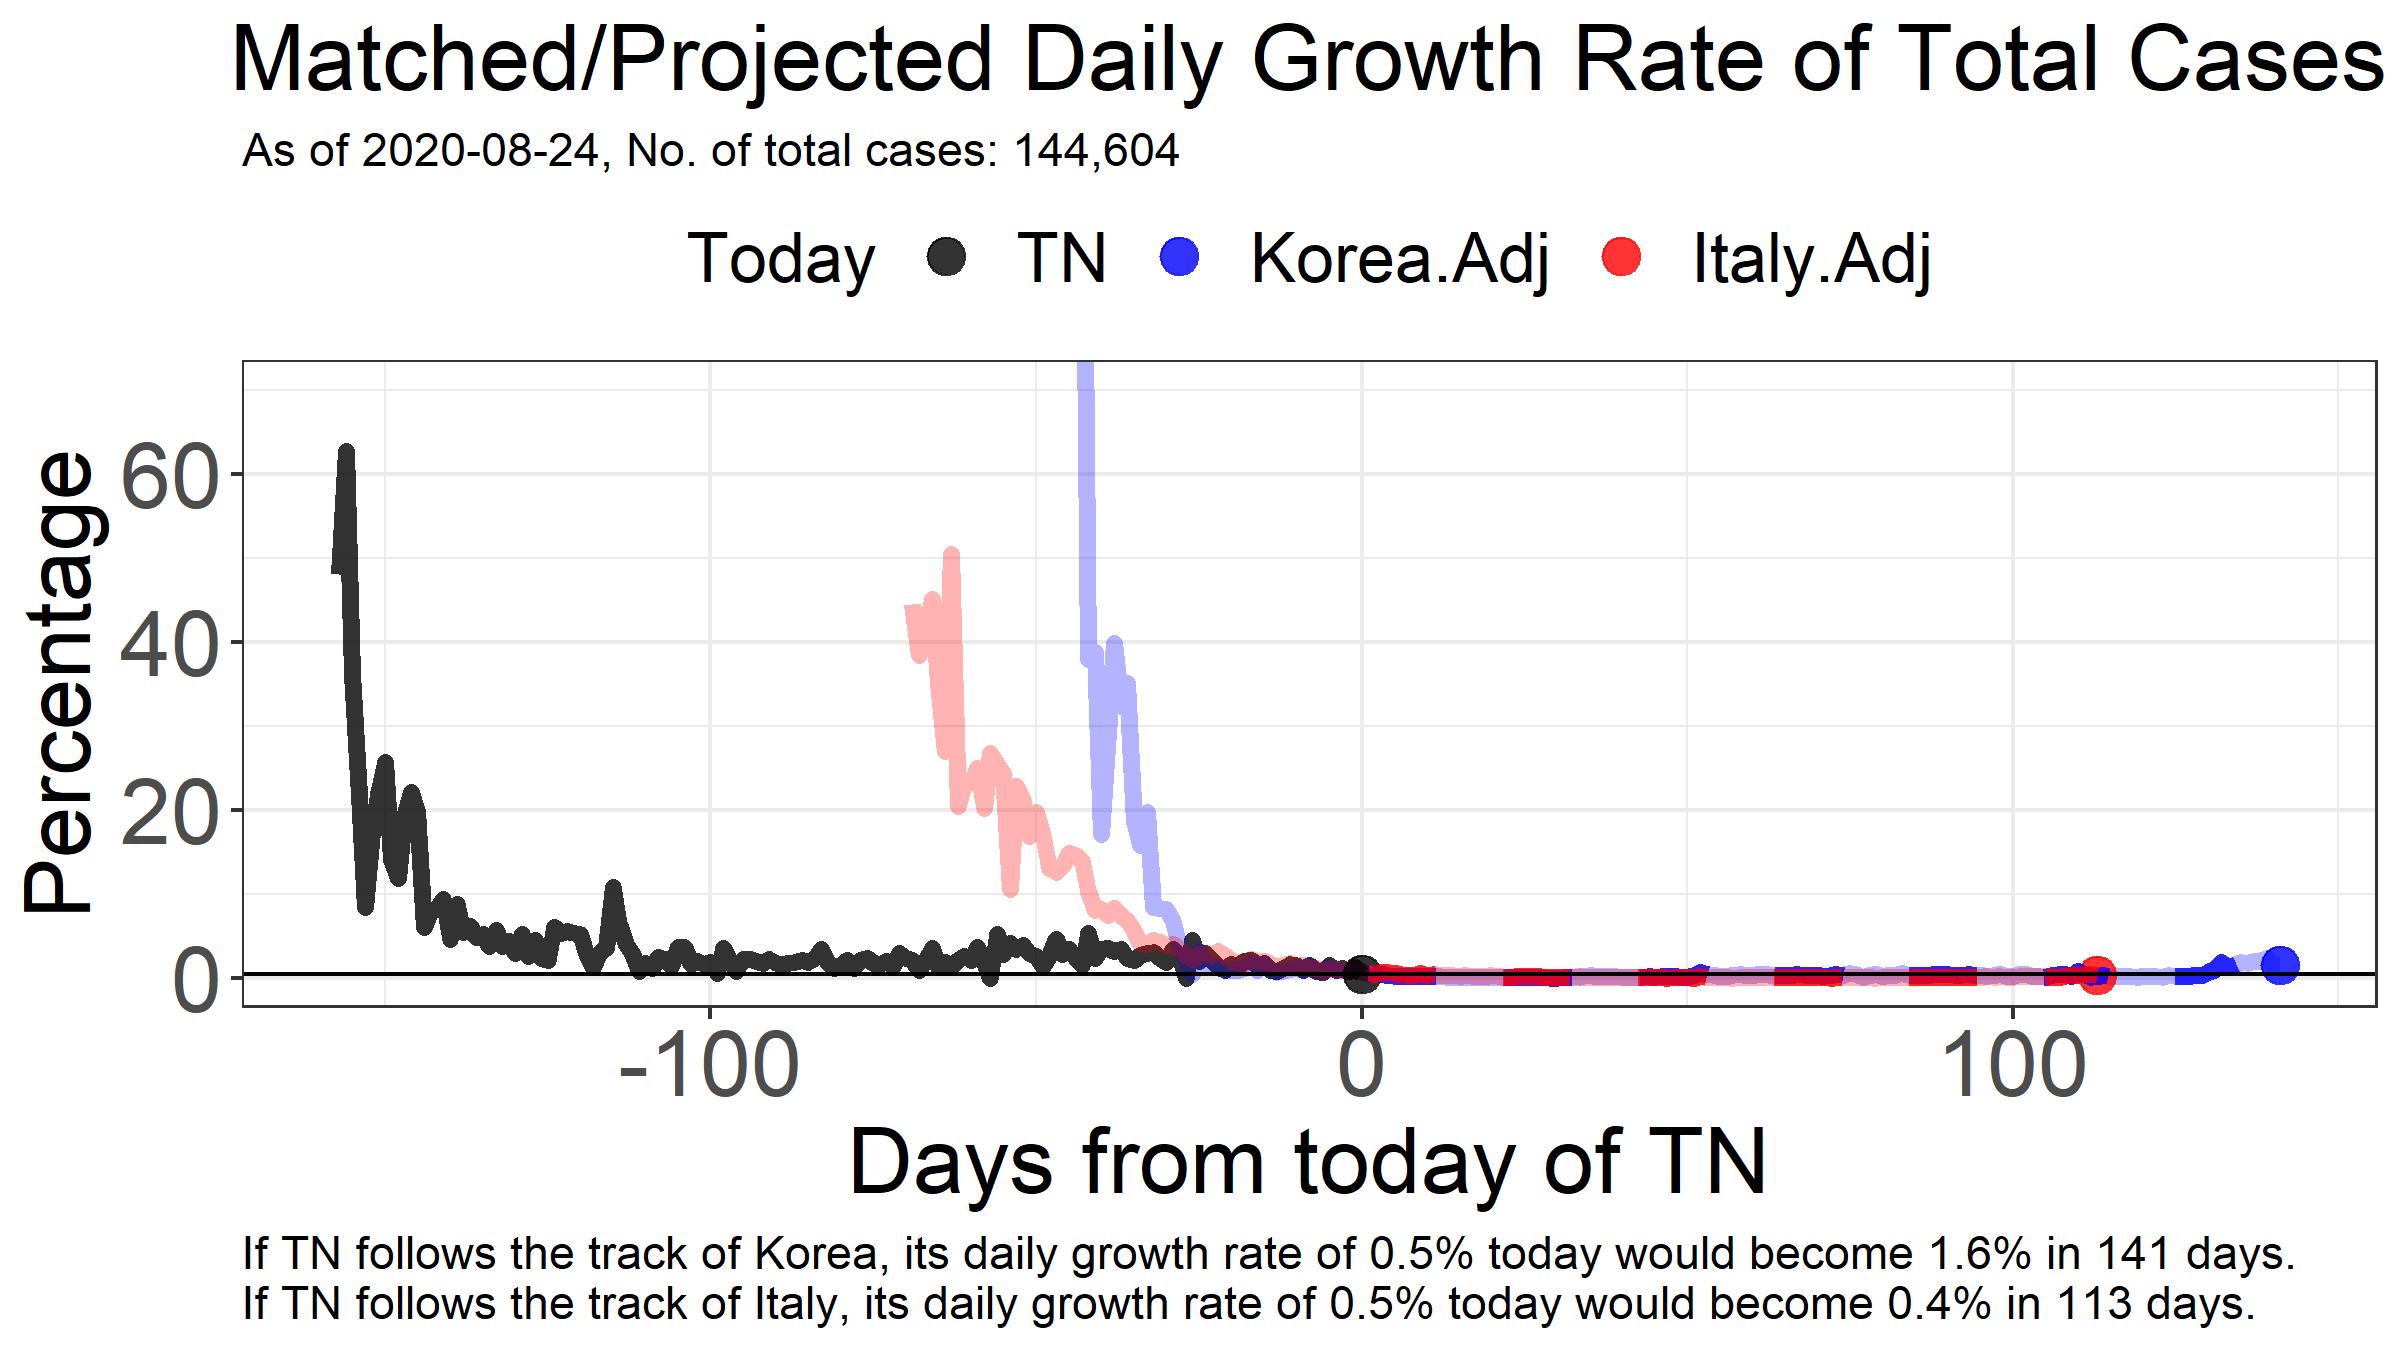 Matched/Projected Daily Growth Rate of Total Cases
As of 2020-08-24, No. of total cases: 144,604
Today TN Korea.Adj Italy.Adj
Percentage
60
40
20
0
-100 0 100
Days from today of TN
If TN follows the track of Korea, its daily growth rate of 0.5% today would become 1.6% in 141 days.
If TN follows the track of Italy, its daily growth rate of 0.5% today would become 0.4% in 113 days.